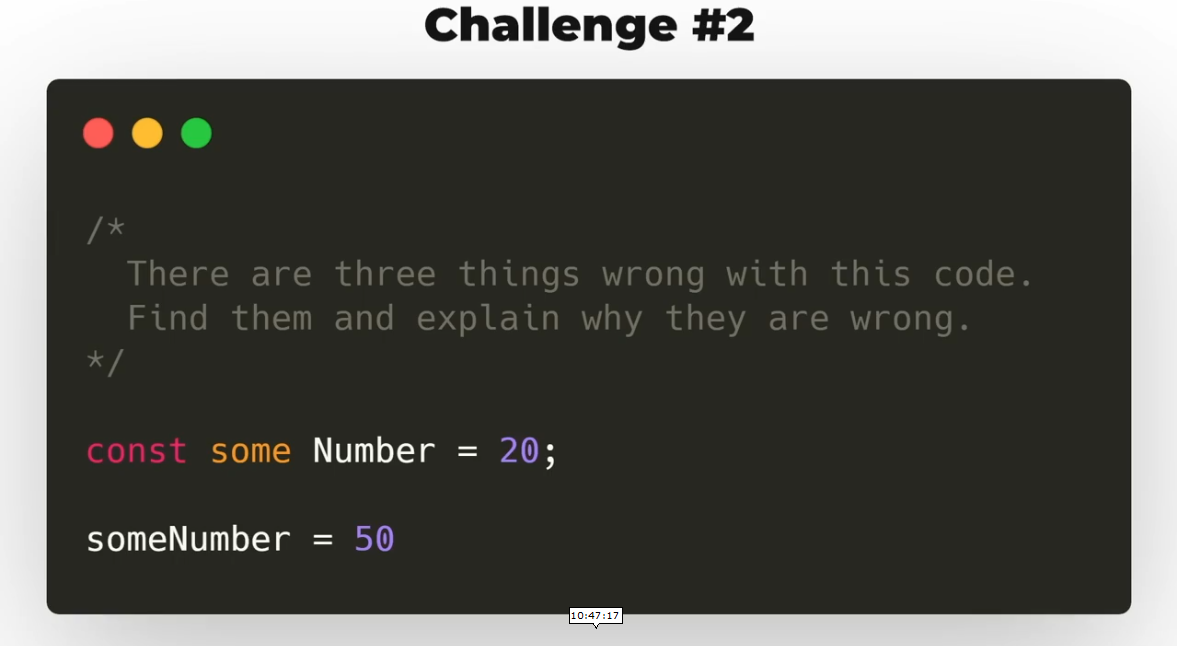 Challenge #2
/*
There are three things wrong with this code.
Find them and explain why they are wrong.
*/
const some Number = 20;
someNumber = 50
10:47:17